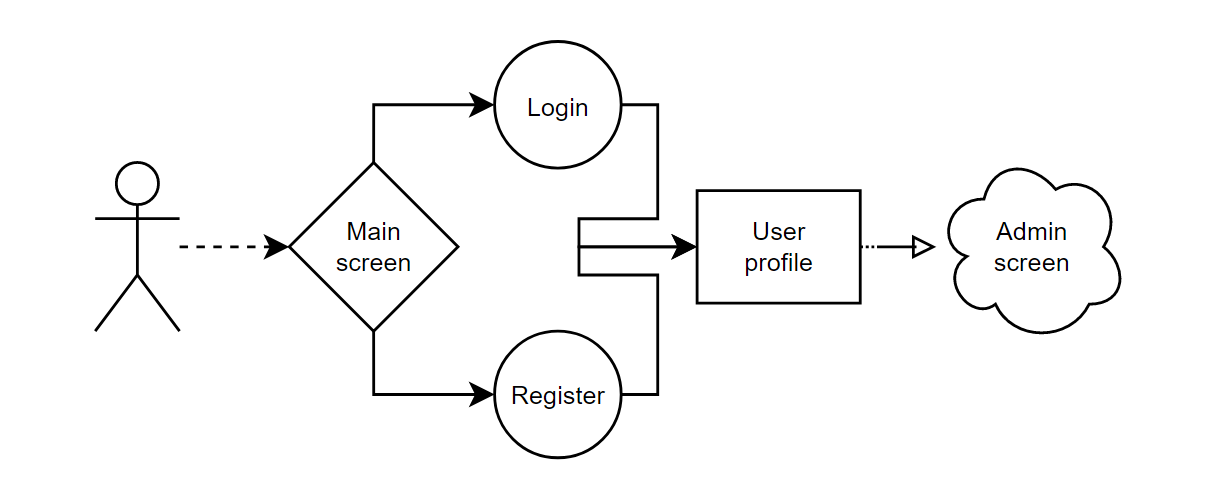 Login
Main
screen
User
profile
Admin
screen
Register